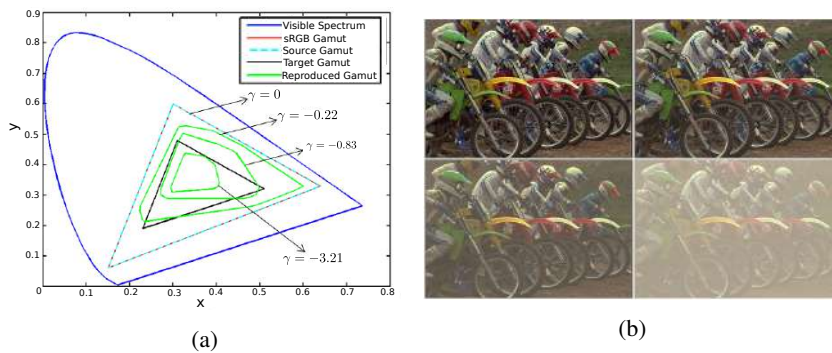 0.9
0.8
0.7
0.6
0.5
0.4
0.3
0.2
0.1
0
y
0 0.1 0.2 0.3 0.4 0.5 0.6 0.7 0.8
x
Visible Spectrum
sRGB Gamut
Source Gamut
Target Gamut
Reproduced Gamut
γ = 0
γ = −0.22
γ = −0.83
γ = −3.21
(a)
(b)